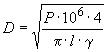 D = √(P · 10⁶ · 4 / π · l · γ)